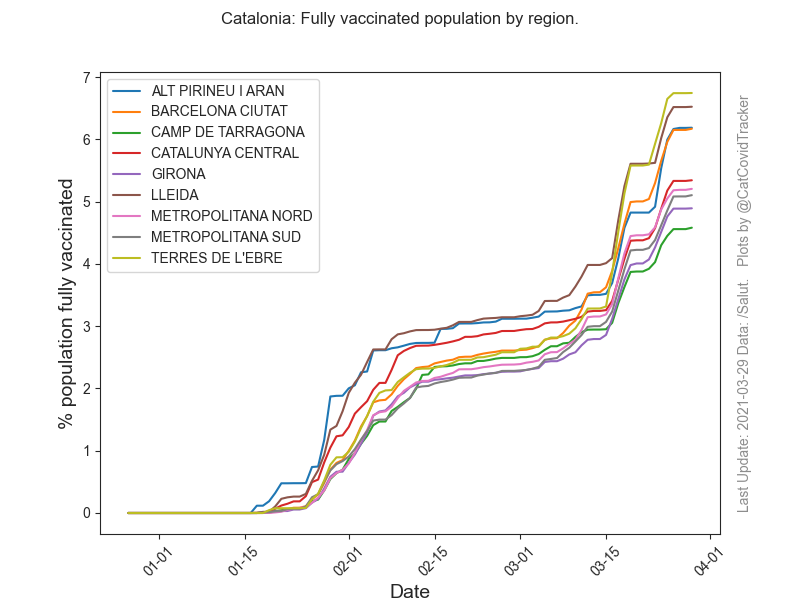 Catalonia: Fully vaccinated population by region.
7
6
5
4
3
2
1
0
% population fully vaccinated
ALT PIRINEU I ARAN
BARCELONA CIUTAT
CAMP DE TARRAGONA
CATALUNYA CENTRAL
GIRONA
LLEIDA
METROPOLITANA NORD
METROPOLITANA SUD
TERRES DE L'EBRE
01-01
01-15
02-01
02-15
03-01
03-15
04-01
Date
Last Update: 2021-03-29 Data: /Salut   Plots by @CatCovidTracker